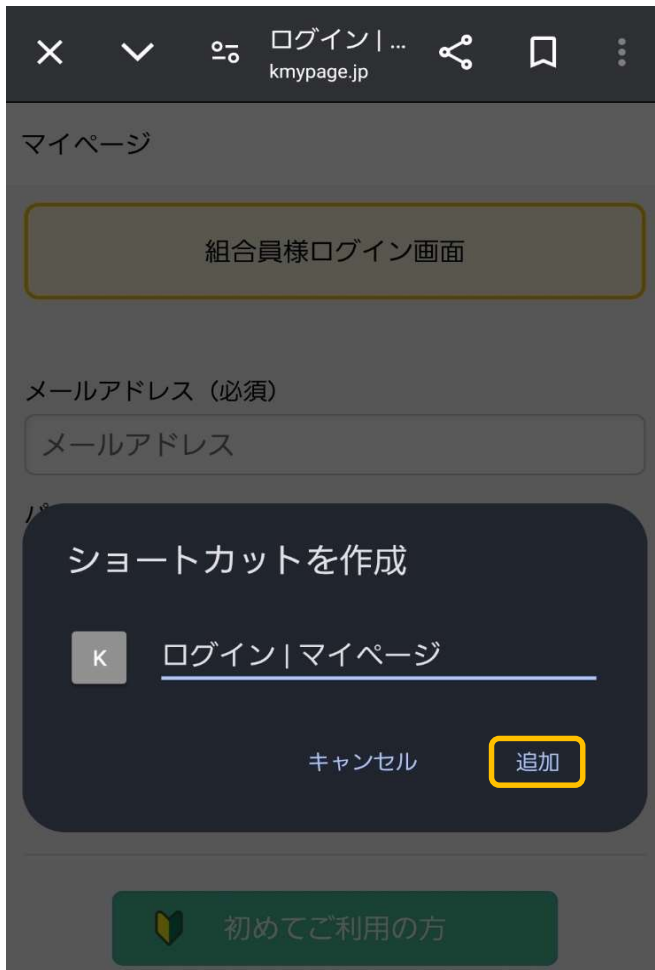 ログイン | ...
kmypage.jp
マイページ
組合員様ログイン画面
メールアドレス（必須）
メールアドレス
パ
ショートカットを作成
K
ログイン | マイページ
キャンセル
追加
初めてご利用の方